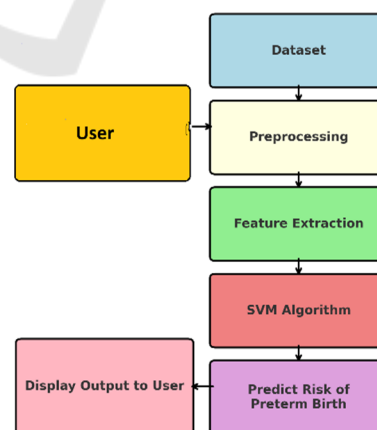 Dataset
User
Preprocessing
Feature Extraction
SVM Algorithm
Display Output to User
Predict Risk of
Preterm Birth